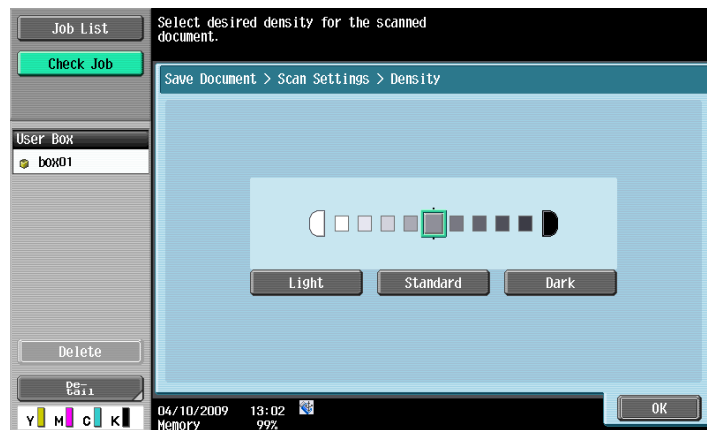 Job List
Select desired density for the scanned
document.
Check Job
Save Document > Scan Settings > Density
User Box
box01
Light
Standard
Dark
Delete
De-
tail
Y M C K
04/10/2009 13:02
Memory 99%
OK